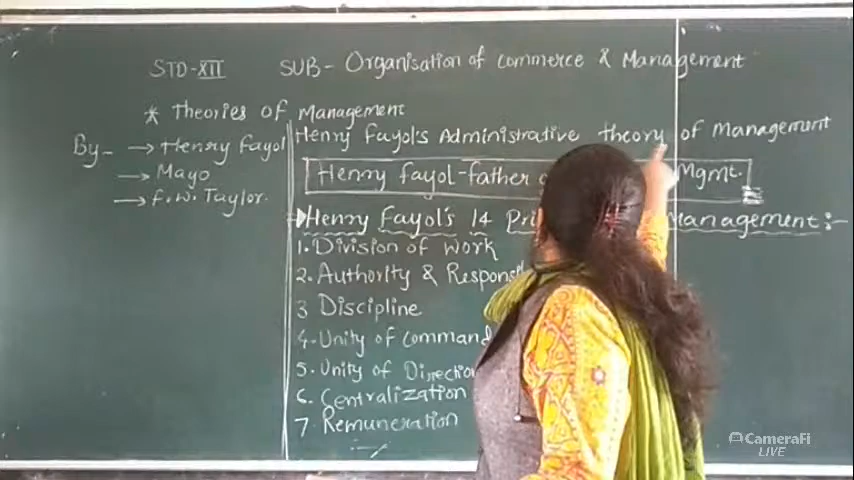 STD-XII SUB- Organisation of commerce & Management
* Theories of Management
By- → Henry Fayol
→ Mayo
→ F.W. Taylor.
Henry Fayol's Administrative theory of Management
Henry fayol-father Mgmt.
Henry Fayol's 14 Management:-
1. Division of work
2. Authority &
3 Discipline
4. Unity of command
5. Unity of Direction
6. Centralization
7. Remuneration
CameraFi
LIVE